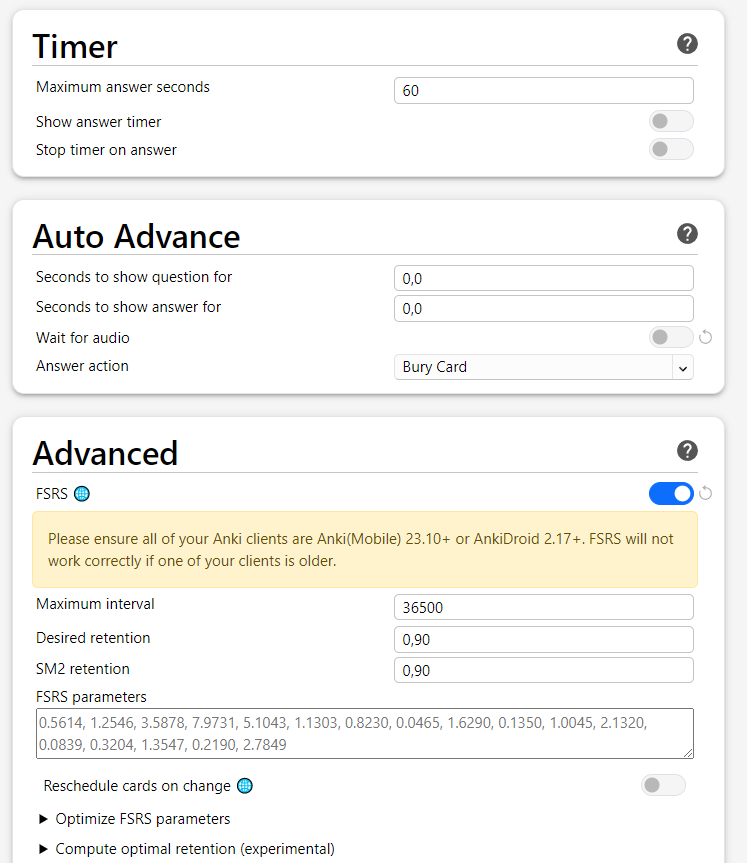 Timer
Maximum answer seconds
60
Show answer timer
Stop timer on answer
Auto Advance
Seconds to show question for
0,0
Seconds to show answer for
0,0
Wait for audio
Answer action
Bury Card
Advanced
FSRS
Please ensure all of your Anki clients are Anki(Mobile) 23.10+ or AnkiDroid 2.17+. FSRS will not
work correctly if one of your clients is older.
Maximum interval
36500
Desired retention
0,90
SM2 retention
0,90
FSRS parameters
0.5614, 1.2546, 3.5878, 7.9731, 5.1043, 1.1303, 0.8230, 0.0465, 1.6290, 0.1350, 1.0045, 2.1320,
0.0839, 0.3204, 1.3547, 0.2190, 2.7849
Reschedule cards on change
Optimize FSRS parameters
Compute optimal retention (experimental)